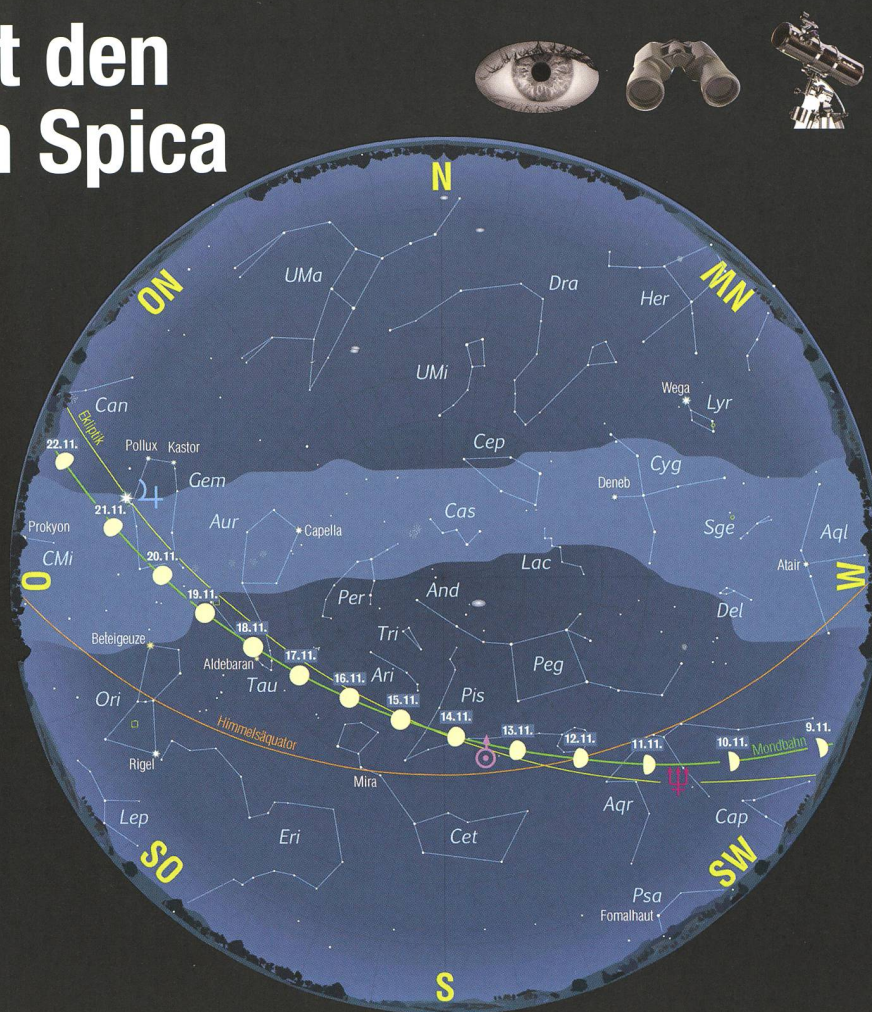 t den
n Spica
N
NO
NW
UMa
Dra
Her
UMi
Wega
Lyr
Can
Ekliptik
22.11.
Pollux
Kastor
Cep
Gem
Cyg
Deneb
21.11.
Prokyon
Aur
Capella
Cas
Sge
Aql
CMi
20.11.
Lac
Atair
O
W
19.11.
Per
And
Del
18.11.
Beteigeuze
Tri
Aldebaran
17.11.
Peg
Tau
16.11.
Ari
Pis
Ori
15.11.
14.11.
13.11.
12.11.
11.11.
10.11.
9.11.
Mondbahn
Himmelsäquator
Rigel
Mira
Lep
Eri
Cet
Aqr
Cap
SO
SW
Psa
Fomalhaut
S